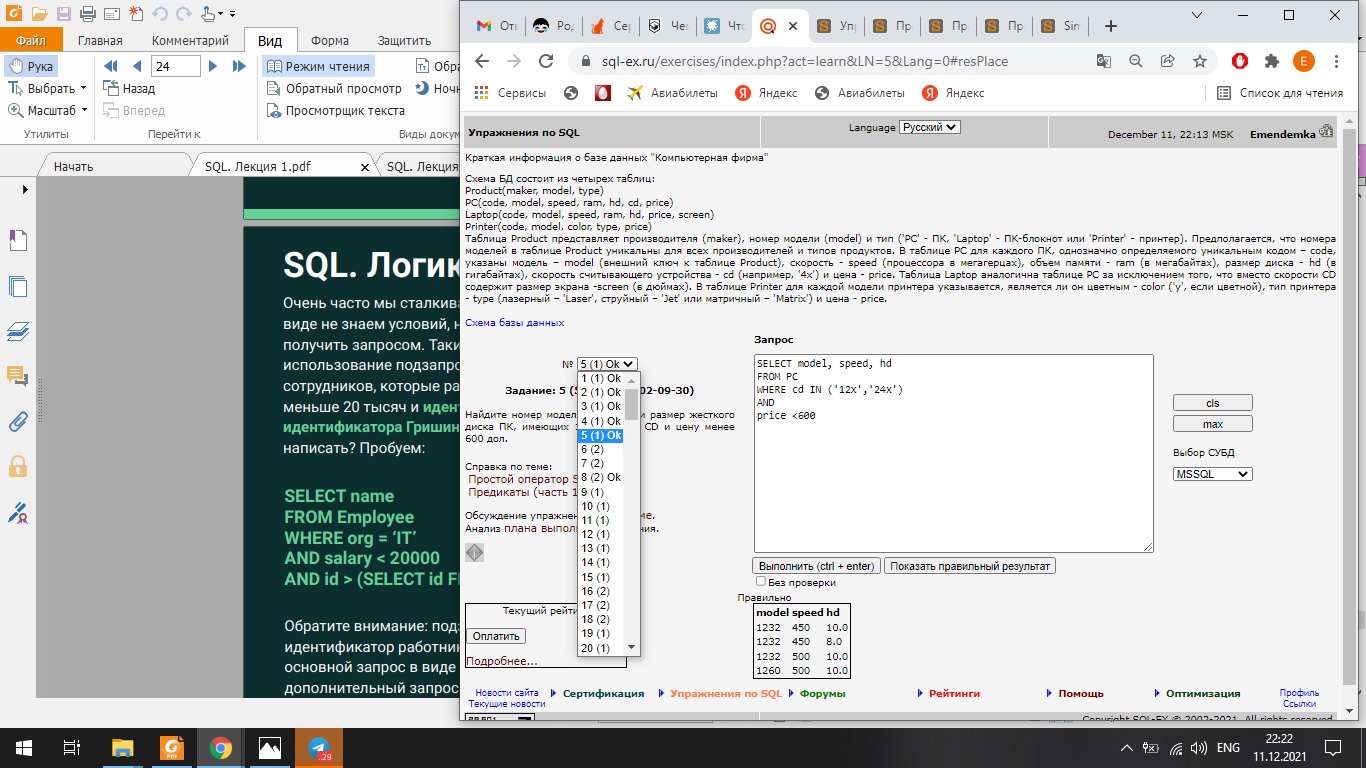 Файл
Главная
Комментарий
Вид
Форма
Защитить
Рука
24
Режим чтения
Выбрать
Назад
Обратный просмотр
Масштаб
Вперед
Просмотрщик текста
Утилиты
Перейти к
Начать
SQL. Лекция 1.pdf
SQL. Лекция
SQL. Логик
Очень часто мы сталкива
виде не знаем условий, н
получить запросом. Таки
использование подзапро
сотрудников, которые ра
меньше 20 тысяч и идент
идентификатора Гришин
написать? Пробуем:
SELECT name
FROM Employee
WHERE org = ‘IT’
AND salary < 20000
AND id > (SELECT id F
Обратите внимание: подз
идентификатор работник
основной запрос в виде
дополнительный запрос
sql-ex.ru/exercises/index.php?act=learn&LN=5&Lang=0#resPlace
E
Сервисы
Авиабилеты
Яндекс
Авиабилеты
Яндекс
Список для чтения
Упражнения по SQL
Language Русский
December 11, 22:13 MSK
Emendemka
Краткая информация о базе данных "Компьютерная фирма"
Схема БД состоит из четырех таблиц:
Product(maker, model, type)
PC(code, model, speed, ram, hd, cd, price)
Laptop(code, model, speed, ram, hd, price, screen)
Printer(code, model, color, type, price)
Таблица Product представляет производителя (maker), номер модели (model) и тип ('PC' - ПК, 'Laptop' - ПК-блокнот или 'Printer' - принтер). Предполагается, что номера
моделей в таблице Product уникальны для всех производителей и типов продуктов. В таблице PC для каждого ПК, однозначно определяемого уникальным кодом – code,
указаны модель – model (внешний ключ к таблице Product), скорость - speed (процессора в мегагерцах), объем памяти - ram (в мегабайтах), размер диска - hd (в
гигабайтах), скорость считывающего устройства - cd (например, '4x') и цена - price. Таблица Laptop аналогична таблице РС за исключением того, что вместо скорости CD
содержит размер экрана -screen (в дюймах). В таблице Printer для каждой модели принтера указывается, является ли он цветным - color ('y', если цветной), тип принтера
- type (лазерный – 'Laser', струйный – 'Jet' или матричный – 'Matrix') и цена - price.
Схема базы данных
Запрос
№ 5 (1) Ok
1 (1) Ok
2 (1) Ok
3 (1) Ok
4 (1) Ok
5 (1) Ok
6 (2)
7 (2)
8 (2) Ok
9 (1)
10 (1)
11 (1)
12 (1)
13 (1)
14 (1)
15 (1)
16 (2)
17 (2)
18 (2)
19 (1)
20 (1)
Задание: 5 (S 02-09-30)
Найдите номер модел и размер жесткого
диска ПК, имеющих CD и цену менее
600 дол.
Справка по теме:
Простой оператор S
Предикаты (часть 1
Обсуждение упражнен ие.
Анализ плана выпол ния.
Текущий рейти
Оплатить
Подробнее...
SELECT model, speed, hd
FROM PC
WHERE cd IN ('12x','24x')
AND
price <600
cls
max
Выбор СУБД
MSSQL
Выполнить (ctrl + enter)
Показать правильный результат
Без проверки
Правильно
model speed hd
1232 450 10.0
1232 450 8.0
1232 500 10.0
1260 500 10.0
Новости сайта
Текущие новости
Сертификация
Упражнения по SQL
Форумы
Рейтинги
Помощь
Оптимизация
Профиль
Ссылки
Copyright SQL-EX © 2002-2021. All rights reserved
.29
ENG
22:22
11.12.2021